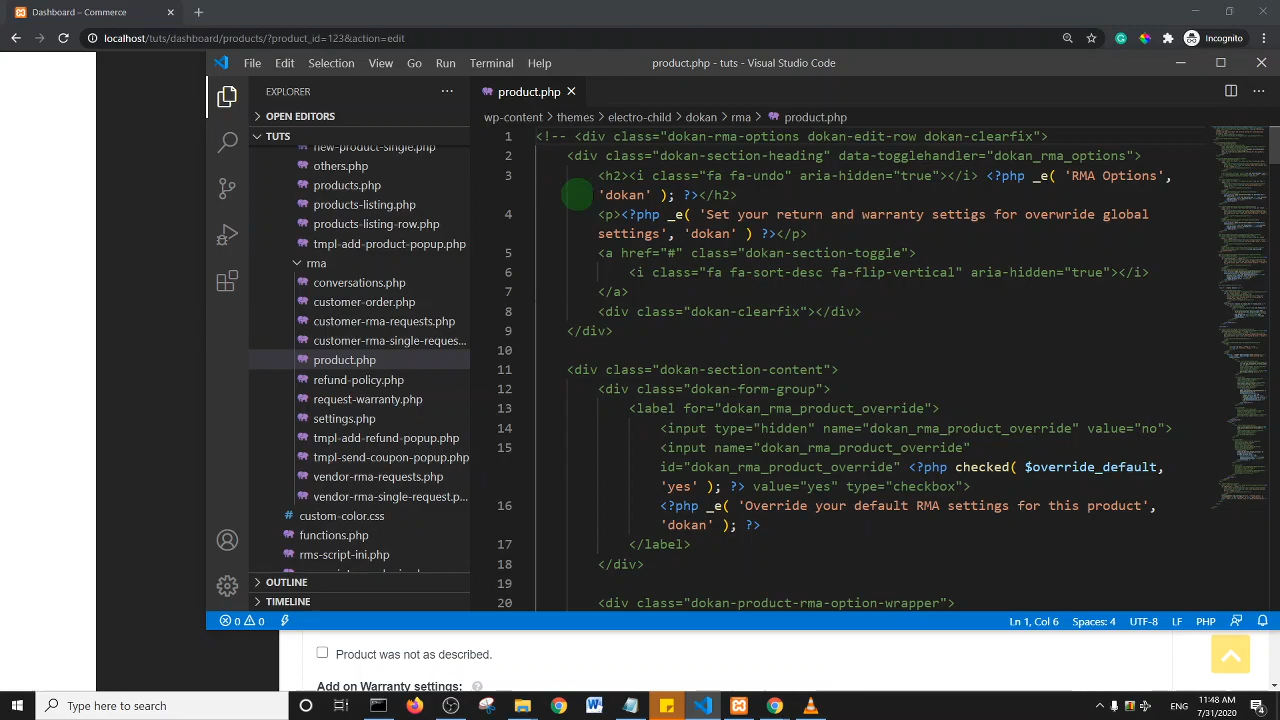 Dashboard – Commerce
localhost/tuts/dashboard/products/?product_id=123&action=edit
Incognito
File Edit Selection View Go Run Terminal Help
product.php - tuts - Visual Studio Code
EXPLORER
OPEN EDITORS
TUTS
new-product-single.php
others.php
products.php
products-listing.php
products-listing-row.php
tmpl-add-product-popup.php
rma
conversations.php
customer-order.php
customer-rma-requests.php
customer-rma-single-reques...
product.php
refund-policy.php
request-warranty.php
settings.php
tmpl-add-refund-popup.php
tmpl-send-coupon-popup.php
vendor-rma-requests.php
vendor-rma-single-request.p...
custom-color.css
functions.php
rms-script-ini.php
OUTLINE
TIMELINE
product.php
wp-content > themes > electro-child > dokan > rma > product.php
1 <!-- <div class="dokan-rma-options dokan-edit-row dokan-clearfix">
2 <div class="dokan-section-heading" data-togglehandler="dokan_rma_options">
3 <h2><i class="fa fa-undo" aria-hidden="true"></i> <?php _e( 'RMA Options',
'dokan' ); ?></h2>
4 <p><?php _e( 'Set your return and warranty settigs for overwride global
settings', 'dokan' ) ?></p>
5 <a href="#" class="dokan-section-toggle">
6 <i class="fa fa-sort-desc fa-flip-vertical" aria-hidden="true"></i>
7 </a>
8 <div class="dokan-clearfix"></div>
9 </div>
10
11 <div class="dokan-section-content">
12 <div class="dokan-form-group">
13 <label for="dokan_rma_product_override">
14 <input type="hidden" name="dokan_rma_product_override" value="no">
15 <input name="dokan_rma_product_override"
id="dokan_rma_product_override" <?php checked( $override_default,
'yes' ); ?> value="yes" type="checkbox">
16 <?php _e( 'Override your default RMA settings for this product',
'dokan' ); ?>
17 </label>
18 </div>
19
20 <div class="dokan-product-rma-option-wrapper">
0 0
Ln 1, Col 6 Spaces: 4 UTF-8 LF PHP
Product was not as described.
Add on Warranty settings:
Type here to search
11:48 AM
7/31/2020
4